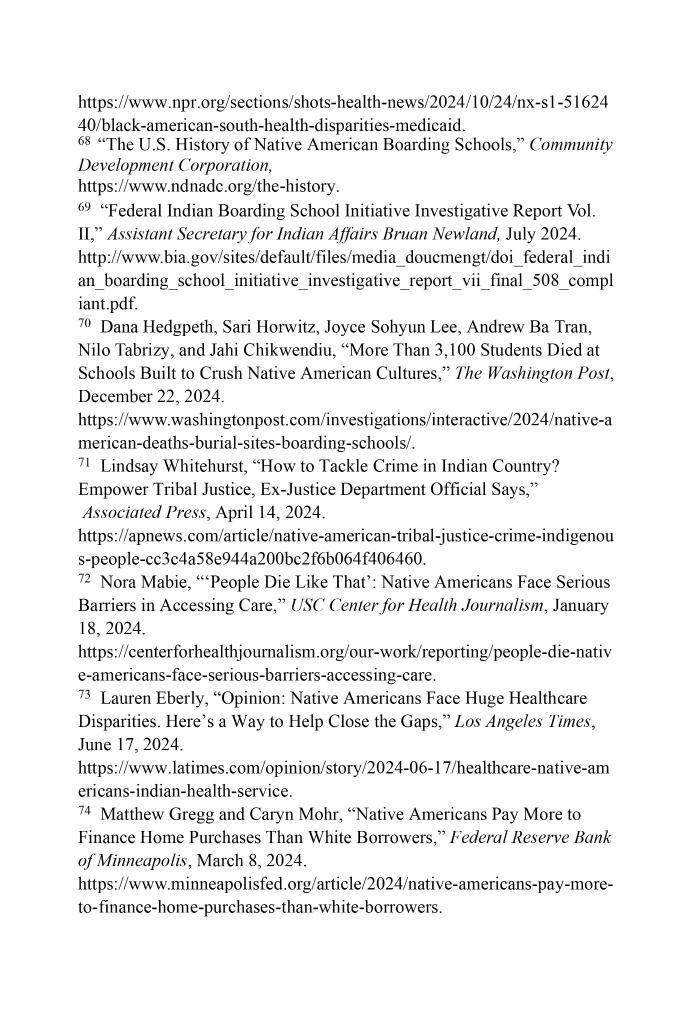 https://www.npr.org/sections/shots-health-news/2024/10/24/nx-s1-51624
40/black-american-south-health-disparities-medicaid.
68 “The U.S. History of Native American Boarding Schools,” Community
Development Corporation,
https://www.ndnadc.org/the-history.
69 “Federal Indian Boarding School Initiative Investigative Report Vol.
II,” Assistant Secretary for Indian Affairs Bruan Newland, July 2024.
http://www.bia.gov/sites/default/files/media_doucmengt/doi_federal_indi
an_boarding_school_initiative_investigative_report_vii_final_508_compl
iant.pdf.
70 Dana Hedgpeth, Sari Horwitz, Joyce Sohyun Lee, Andrew Ba Tran,
Nilo Tabrizy, and Jahi Chikwendiu, “More Than 3,100 Students Died at
Schools Built to Crush Native American Cultures,” The Washington Post,
December 22, 2024.
https://www.washingtonpost.com/investigations/interactive/2024/native-a
merican-deaths-burial-sites-boarding-schools/.
71 Lindsay Whitehurst, “How to Tackle Crime in Indian Country?
Empower Tribal Justice, Ex-Justice Department Official Says,”
Associated Press, April 14, 2024.
https://apnews.com/article/native-american-tribal-justice-crime-indigenou
s-people-cc3c4a58e944a200bc2f6b064f406460.
72 Nora Mabie, “‘People Die Like That’: Native Americans Face Serious
Barriers in Accessing Care,” USC Center for Health Journalism, January
18, 2024.
https://centerforhealthjournalism.org/our-work/reporting/people-die-nativ
e-americans-face-serious-barriers-accessing-care.
73 Lauren Eberly, “Opinion: Native Americans Face Huge Healthcare
Disparities. Here’s a Way to Help Close the Gaps,” Los Angeles Times,
June 17, 2024.
https://www.latimes.com/opinion/story/2024-06-17/healthcare-native-am
ericans-indian-health-service.
74 Matthew Gregg and Caryn Mohr, “Native Americans Pay More to
Finance Home Purchases Than White Borrowers,” Federal Reserve Bank
of Minneapolis, March 8, 2024.
https://www.minneapolisfed.org/article/2024/native-americans-pay-more-
to-finance-home-purchases-than-white-borrowers.